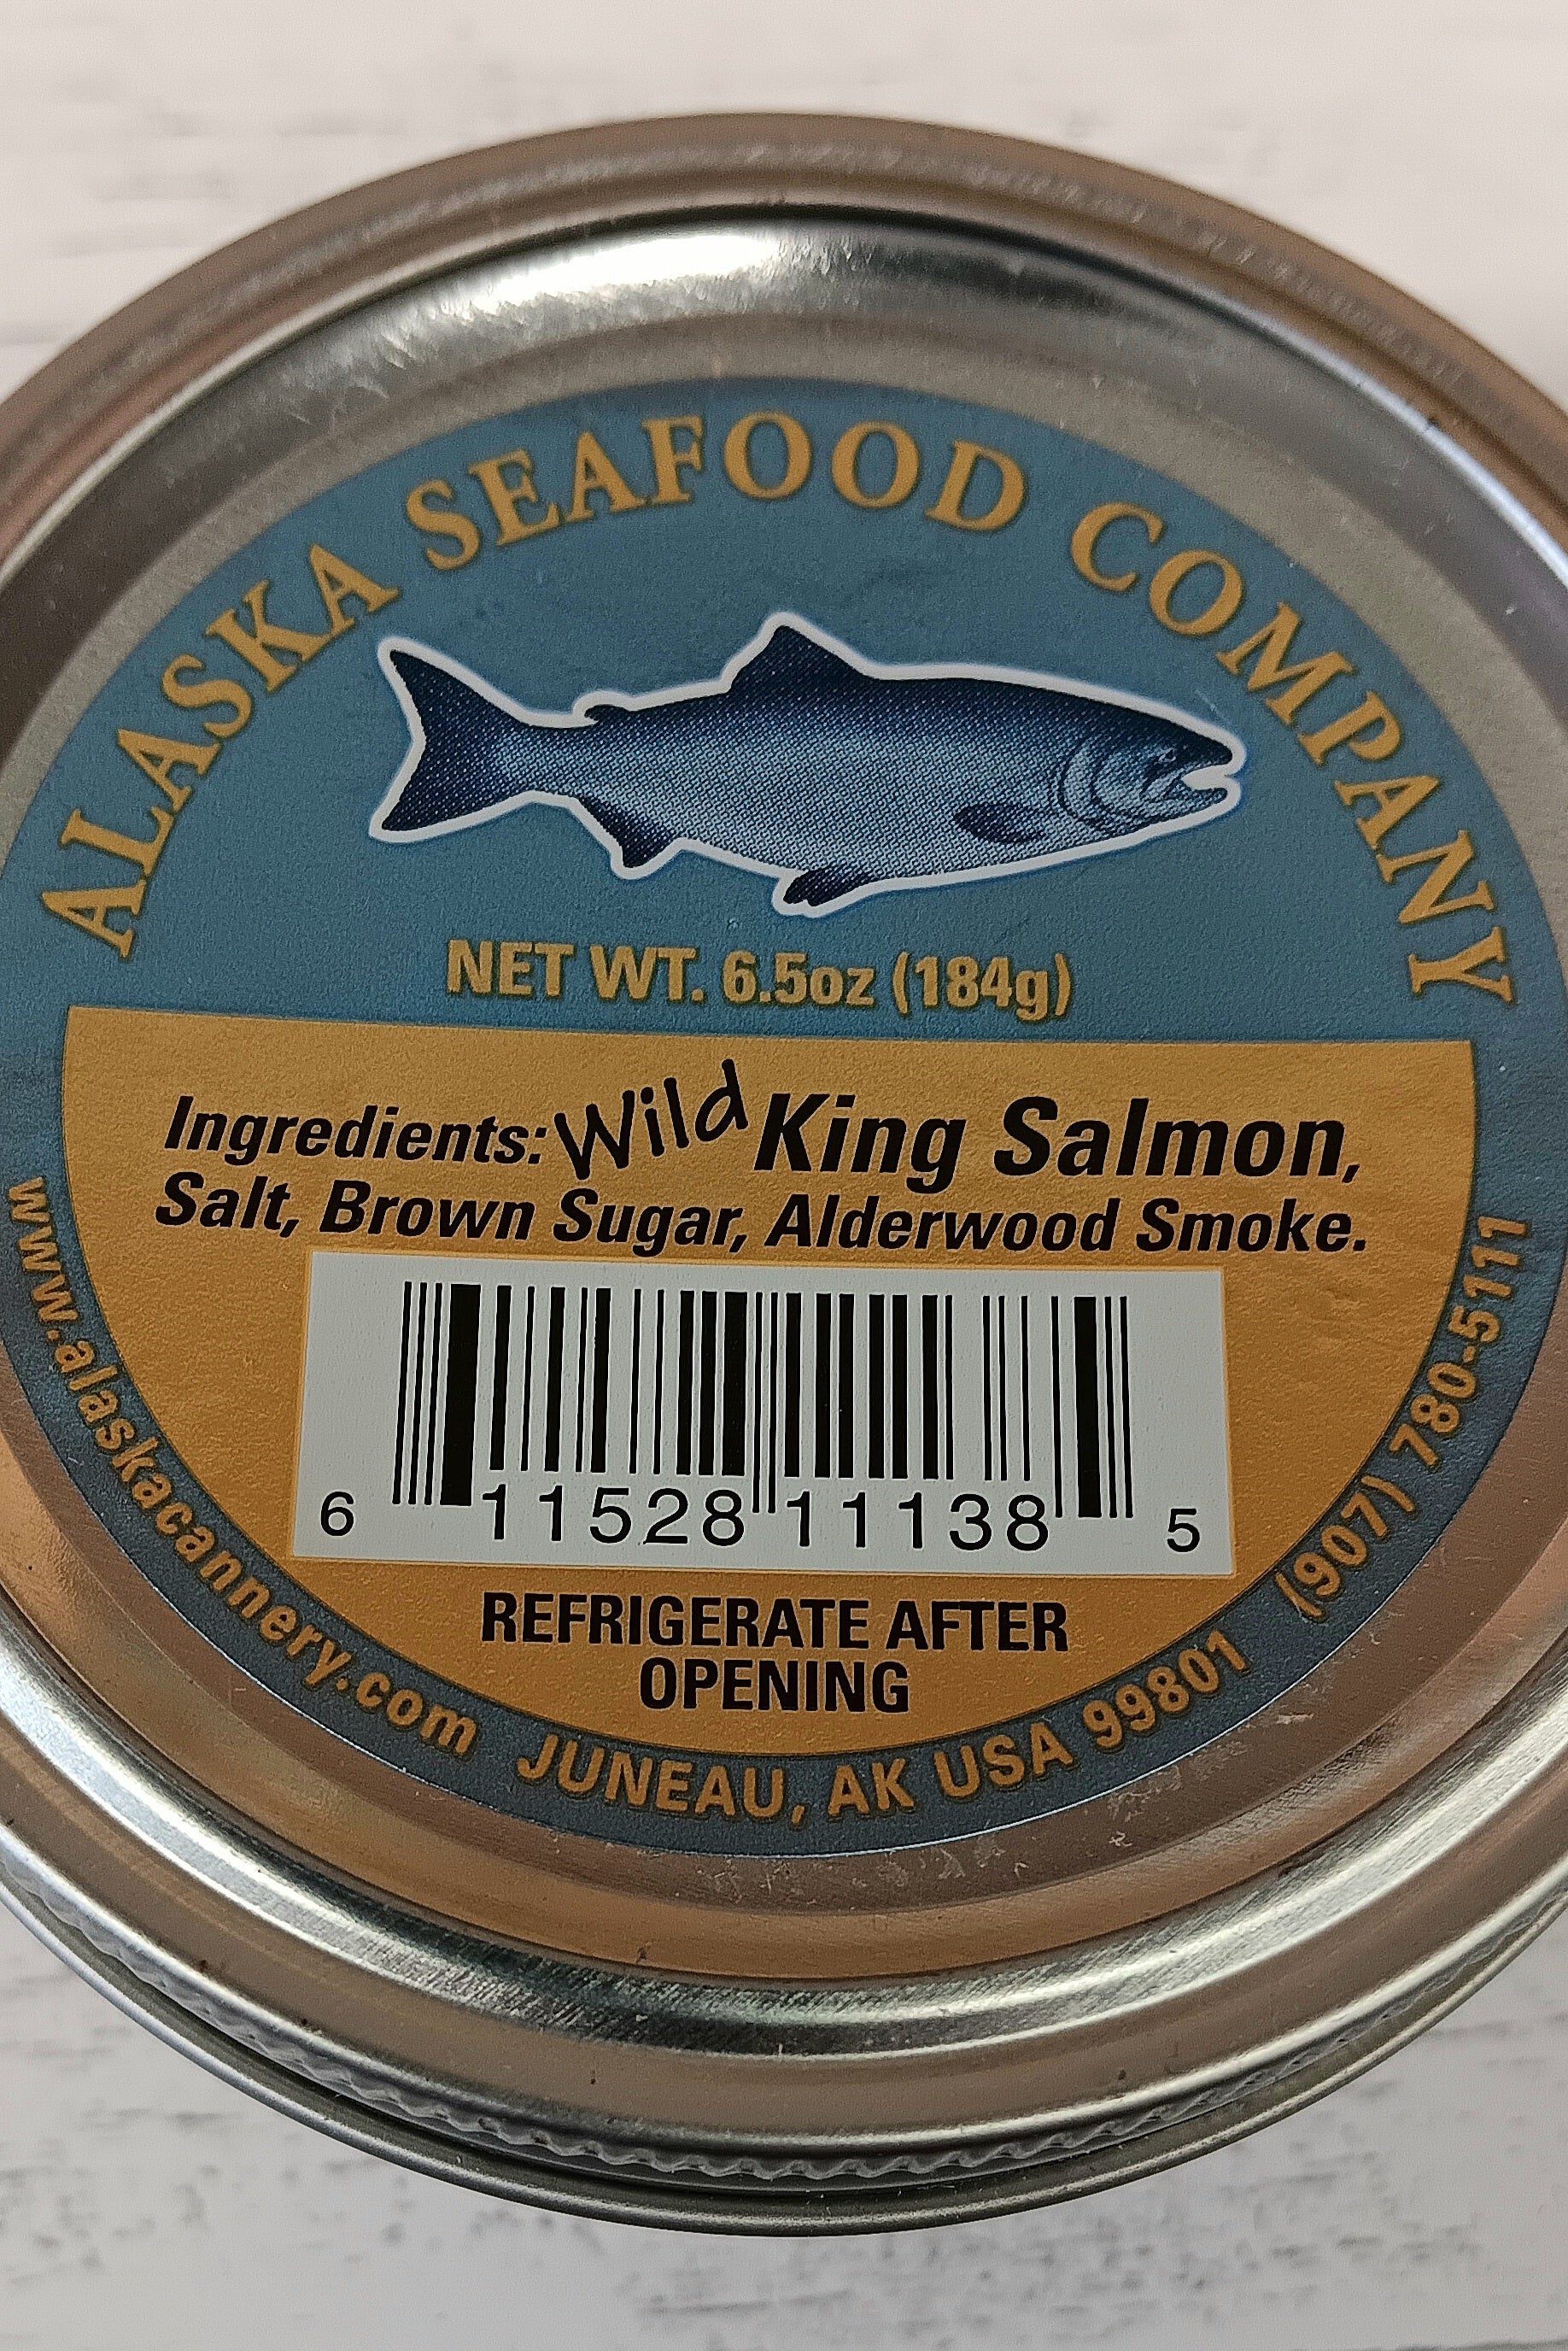 ALASKA SEAFOOD COMPANY
NET WT. 6.5oz (184g)
Ingredients: Wild King Salmon,
Salt, Brown Sugar, Alderwood Smoke.
6 11528 11138 5
REFRIGERATE AFTER
OPENING
www.alaskacannery.com JUNEAU, AK USA 99801 (907) 780-5111